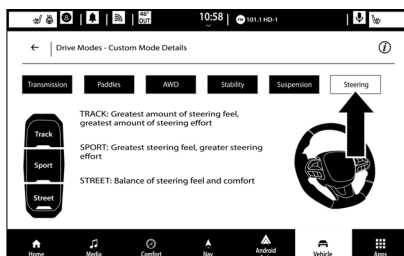 46°
OUT
10:58
101.1 HD-1
Drive Modes - Custom Mode Details
Transmission
Paddles
AWD
Stability
Suspension
Steering
TRACK: Greatest amount of steering feel,
greatest amount of steering effort
SPORT: Greatest steering feel, greater steering
effort
STREET: Balance of steering feel and comfort
Track
Sport
Street
Home
Media
Comfort
Nav
Android
Vehicle
Apps